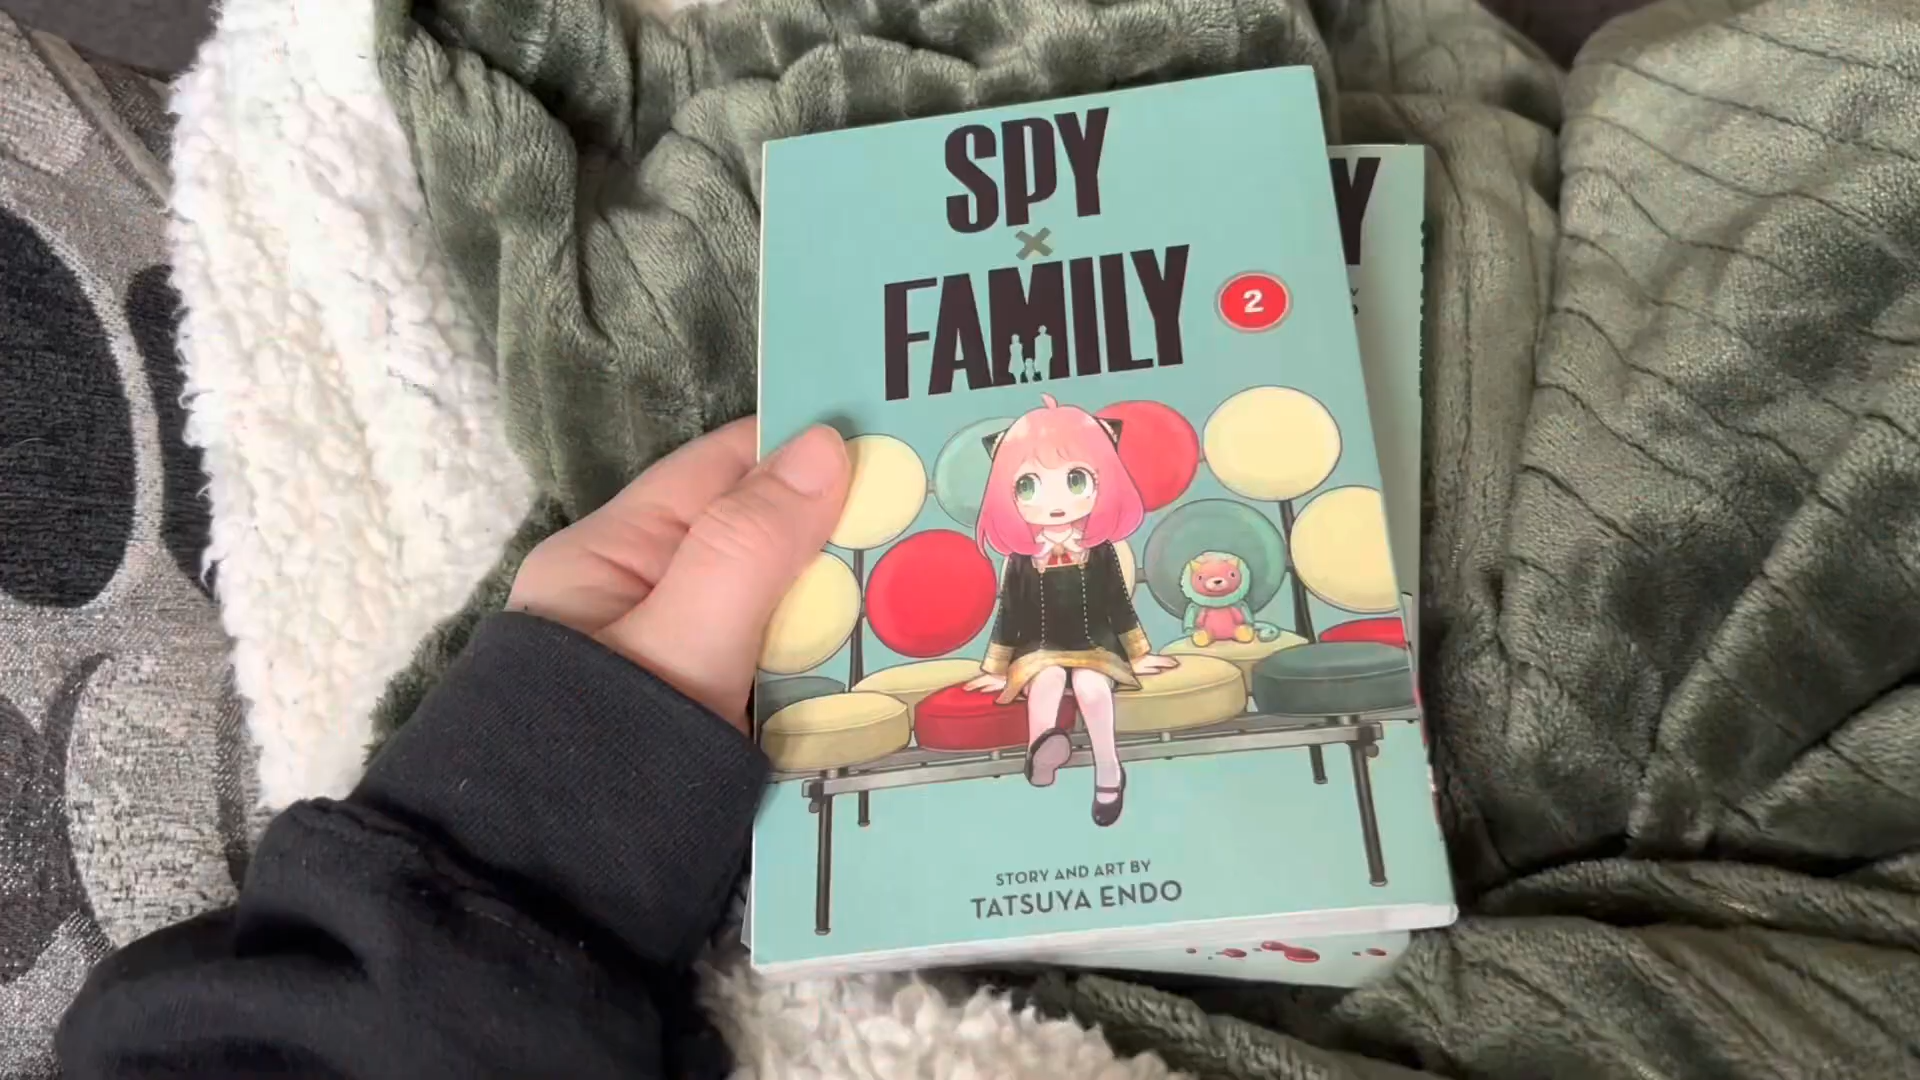 SPY
×
FAMILY
2
STORY AND ART BY
TATSUYA ENDO
Y